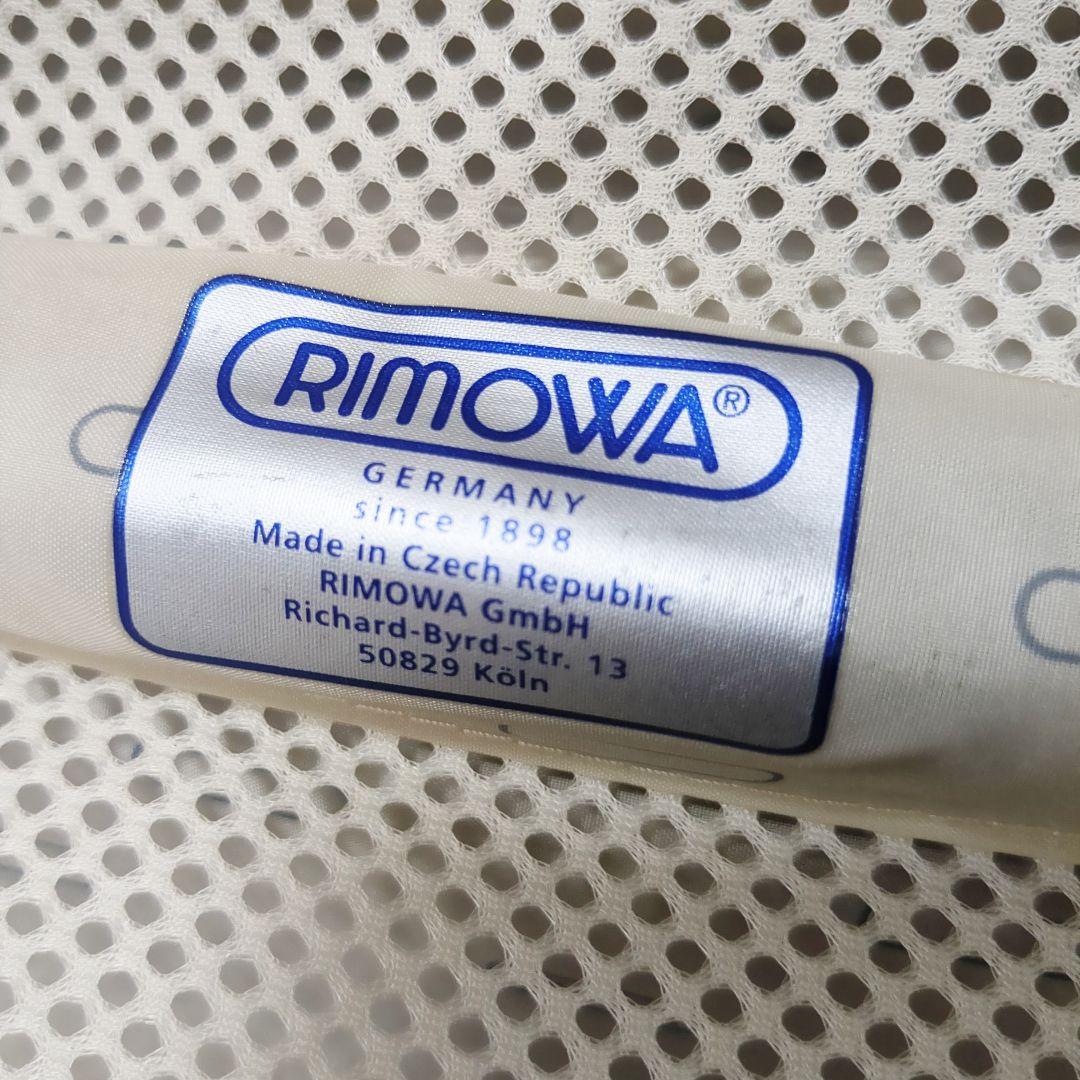 RIMOWA®
GERMANY
since 1898
Made in Czech Republic
RIMOWA GmbH
Richard-Byrd-Str. 13
50829 Köln